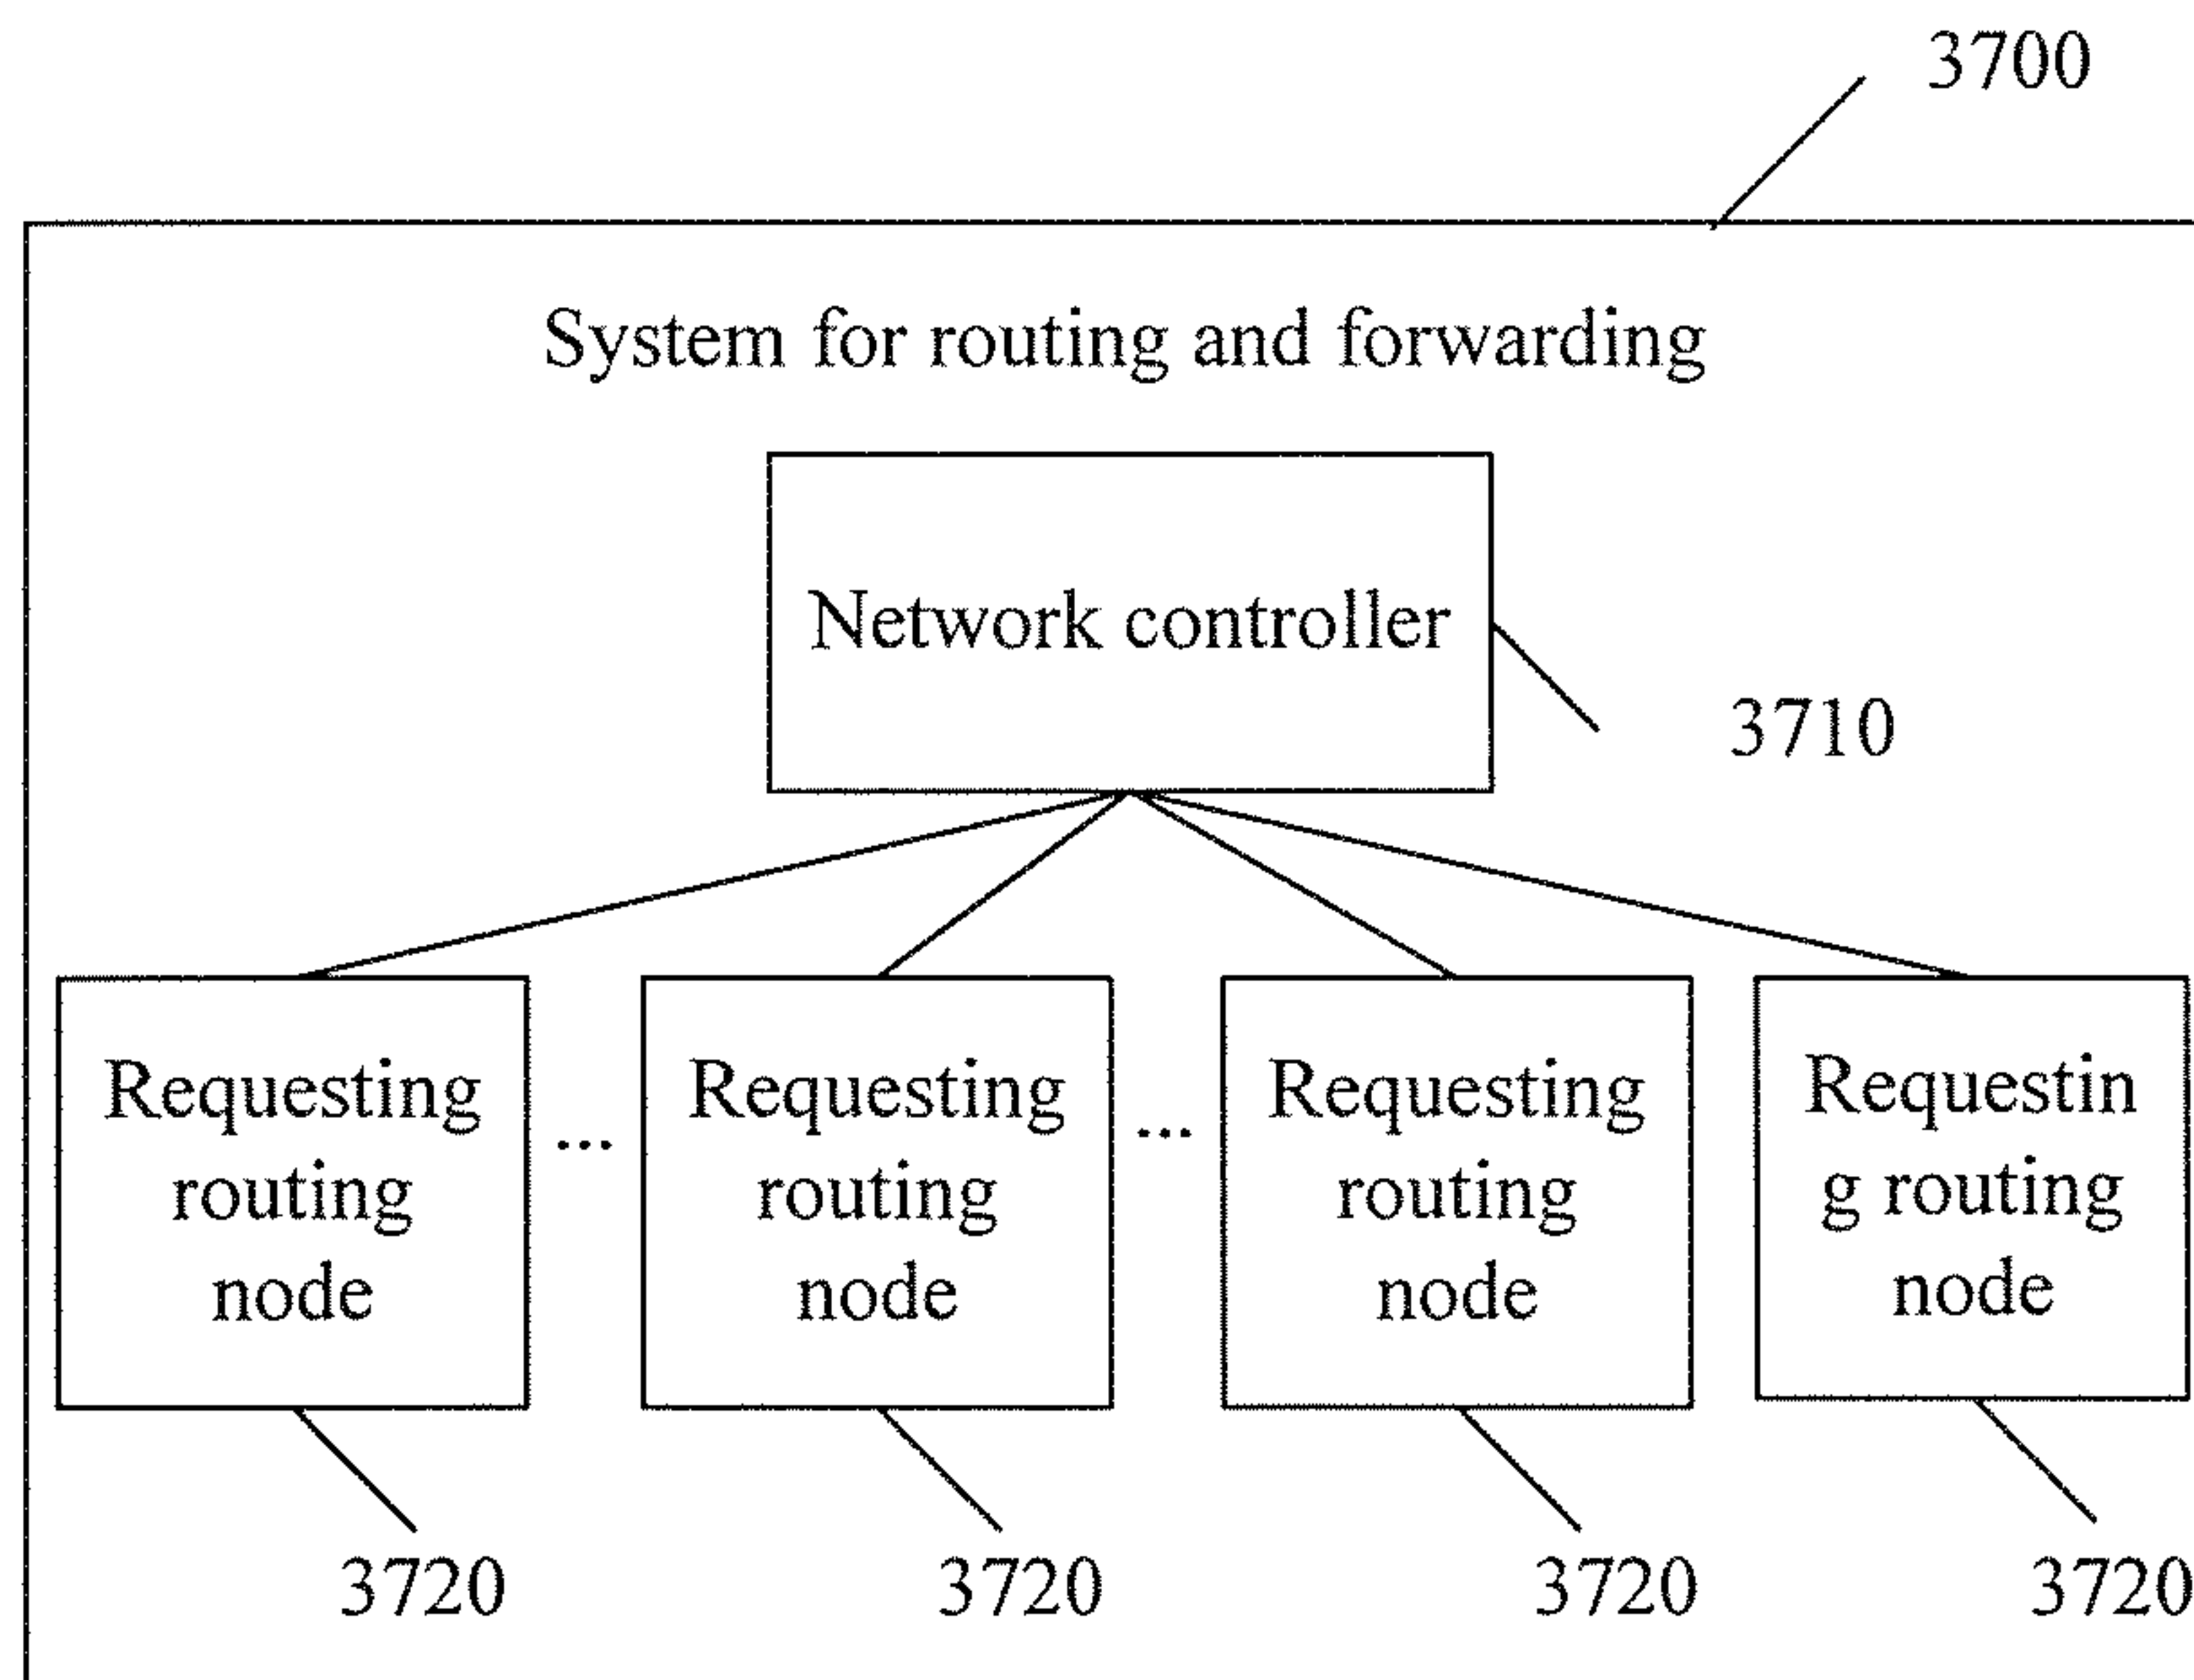 3700
System for routing and forwarding
Network controller
3710
Requesting
routing
node
...
Requesting
routing
node
...
Requesting
routing
node
Requestin
g routing
node
3720
3720
3720
3720